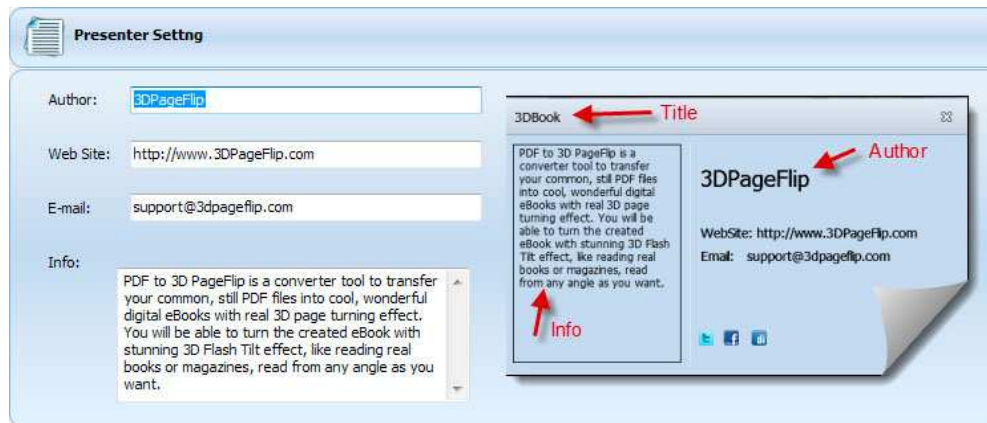 Presenter Settng
Author:
3DPageFlip
Web Site:
http://www.3DPageFlip.com
E-mail:
support@3dpageflip.com
Info:
PDF to 3D PageFlip is a converter tool to transfer
your common, still PDF files into cool, wonderful
digital eBooks with real 3D page turning effect.
You will be able to turn the created eBook with
stunning 3D Flash Tilt effect, like reading real
books or magazines, read from any angle as you
want.
3DBook
Title
PDF to 3D PageFlip is a
converter tool to transfer
your common, still PDF files
into cool, wonderful digital
eBooks with real 3D page
turning effect. You will be
able to turn the created
eBook with stunning 3D Flash
Tilt effect, like reading real
books or magazines, read
from any angle as you want.
Info
Author
3DPageFlip
WebSite: http://www.3DPageFlip.com
Email: support@3dpageflip.com